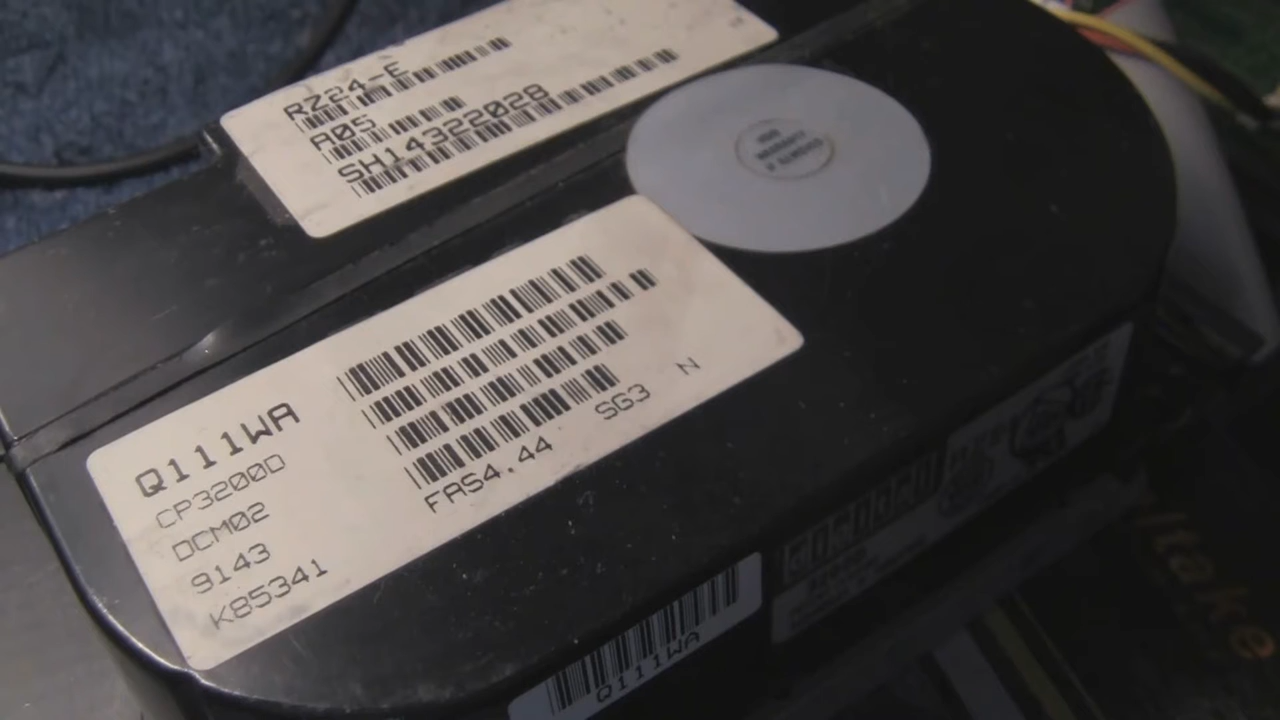 RZ24-E
A05
SH14322028
Q111WA
CP3200D
DCM02
9143
K85341
FAS4.44 SG3 N
Q111WA